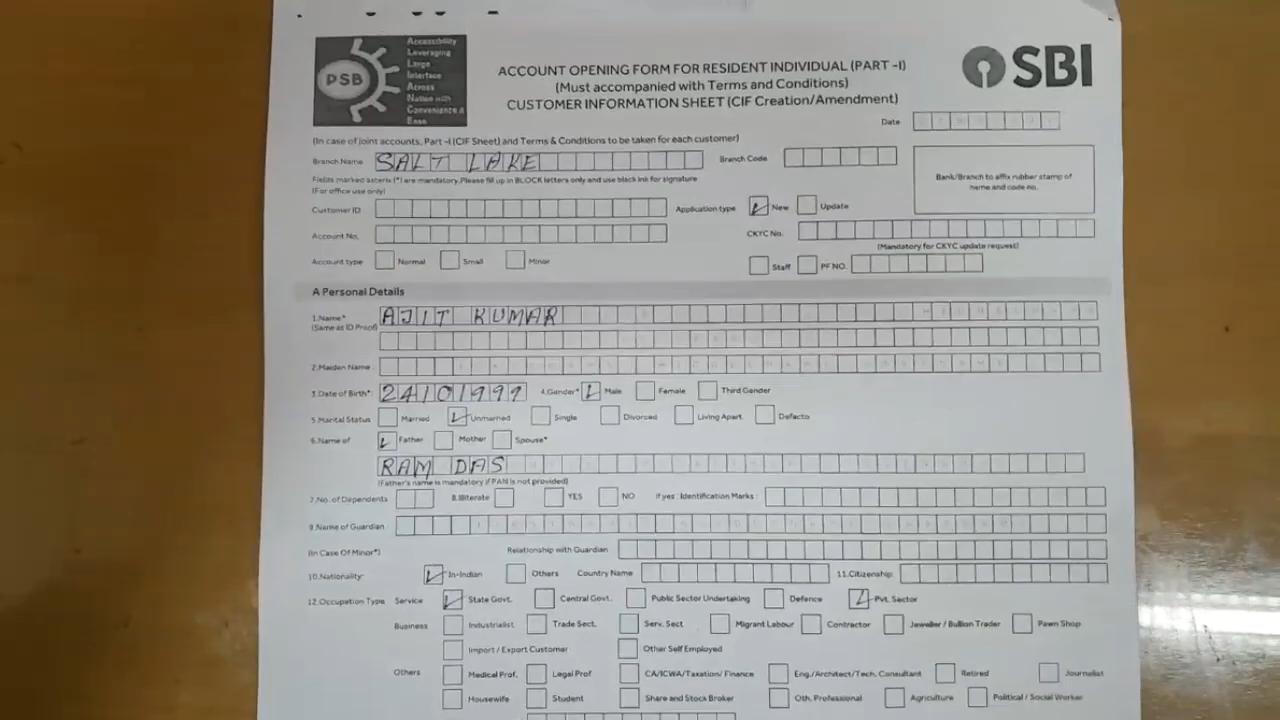 PSB
Accessibility
Leveraging
Large
Interface
Across
Nation with
Convenience &
Ease
ACCOUNT OPENING FORM FOR RESIDENT INDIVIDUAL (PART -I)
(Must accompanied with Terms and Conditions)
CUSTOMER INFORMATION SHEET (CIF Creation/Amendment)
SBI
Date
(In case of joint accounts, Part -I (CIF Sheet) and Terms & Conditions to be taken for each customer)
Branch Name SALT LAKE Branch Code
Bank/Branch to affix rubber stamp of name and code no.
Fields marked asterix (*) are mandatory. Please fill up in BLOCK letters only and use black ink for signature
(For office use only)
Customer ID Application type New Update
Account No. CKYC No.
(Mandatory for CKYC update request)
Account type Normal Small Minor Staff PF NO.
A Personal Details
1.Name* AJIT KUMAR
(Same as ID Proof)
2.Maiden Name
3.Date of Birth* 24101999 4.Gender* Male Female Third Gender
5.Marital Status Married Unmarried Single Divorced Living Apart Defacto
6.Name of Father Mother Spouse*
RAM DAS
(Father's name is mandatory if PAN is not provided)
7.No. of Dependents 8.Illiterate YES NO If yes: Identification Marks:
9.Name of Guardian
(In Case Of Minor*) Relationship with Guardian
10.Nationality: In-Indian Others Country Name 11.Citizenship:
12.Occupation Type Service State Govt. Central Govt. Public Sector Undertaking Defence Pvt. Sector
Business Industrialist Trade Sect. Serv. Sect Migrant Labour Contractor Jeweller / Bullion Trader Pawn Shop
Import / Export Customer Other Self Employed
Others Medical Prof. Legal Prof CA/ICWA/Taxation/ Finance Eng./Architect/Tech. Consultant Retired Journalist
Housewife Student Share and Stock Broker Oth. Professional Agriculture Political / Social Worker